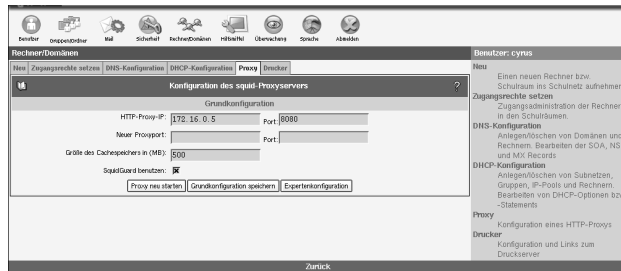 Benutzer Gruppen/Ordner Mail Sicherheit Rechner/Domänen Hilfsmittel Überwachung Sprache Abmelden
Rechner/Domänen
Neu Zugangsrechte setzen DNS-Konfiguration DHCP-Konfiguration Proxy Drucker
Konfiguration des squid-Proxyservers ?
Grundkonfiguration
HTTP-Proxy-IP: 172.16.0.5 Port: 8080
Neuer Proxyport: Port:
Größe des Cachespeichers in (MB): 500
SquidGuard benutzen:
Proxy neu starten Grundkonfiguration speichern Expertenkonfiguration
Benutzer: cyrus
Neu
Einen neuen Rechner bzw.
Schulraum ins Schulnetz aufnehmen
Zugangsrechte setzen
Zugangsadministration der Rechner
in den Schulräumen.
DNS-Konfiguration
Anlegen/löschen von Domänen und
Rechnern. Bearbeiten der SOA, NS
und MX Records
DHCP-Konfiguration
Anlegen/löschen von Subnetzen,
Gruppen, IP-Pools und Rechnern.
Bearbeiten von DHCP-Optionen bzw
-Statements
Proxy
Konfiguration eines HTTP-Proxys
Drucker
Konfiguration und Links zum
Druckserver
Zurück